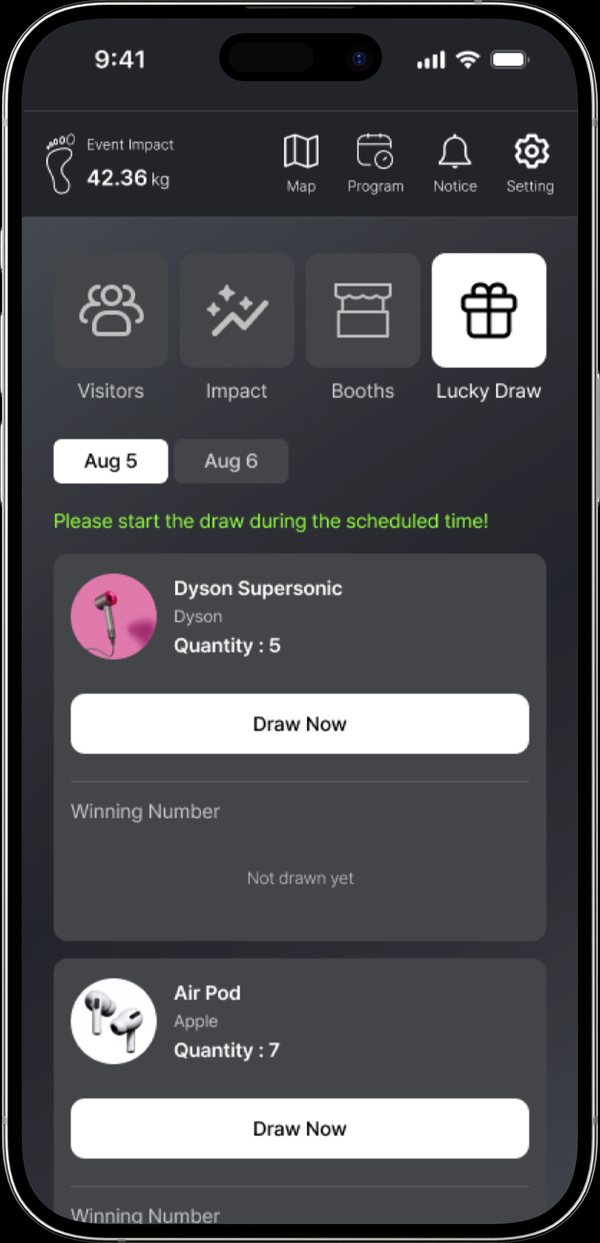 9:41
Event Impact
42.36 kg
Map
Program
Notice
Setting
Visitors
Impact
Booths
Lucky Draw
Aug 5
Aug 6
Please start the draw during the scheduled time!
Dyson Supersonic
Dyson
Quantity : 5
Draw Now
Winning Number
Not drawn yet
Air Pod
Apple
Quantity : 7
Draw Now
Winning Number